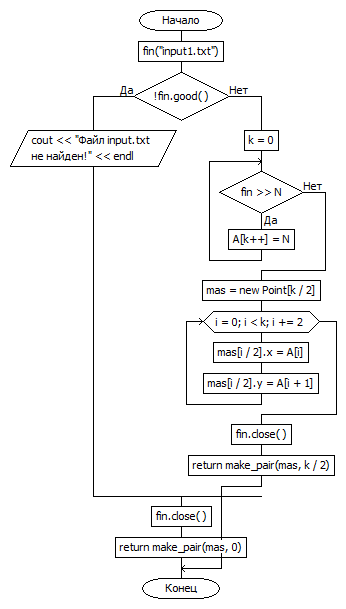 Начало
fin("input1.txt")
!fin.good( )
Да
Нет
cout << "Файл input.txt
не найден!" << endl
k = 0
fin >> N
Нет
Да
A[k++] = N
mas = new Point[k / 2]
i = 0; i < k; i += 2
mas[i / 2].x = A[i]
mas[i / 2].y = A[i + 1]
fin.close( )
return make_pair(mas, k / 2)
fin.close( )
return make_pair(mas, 0)
Конец